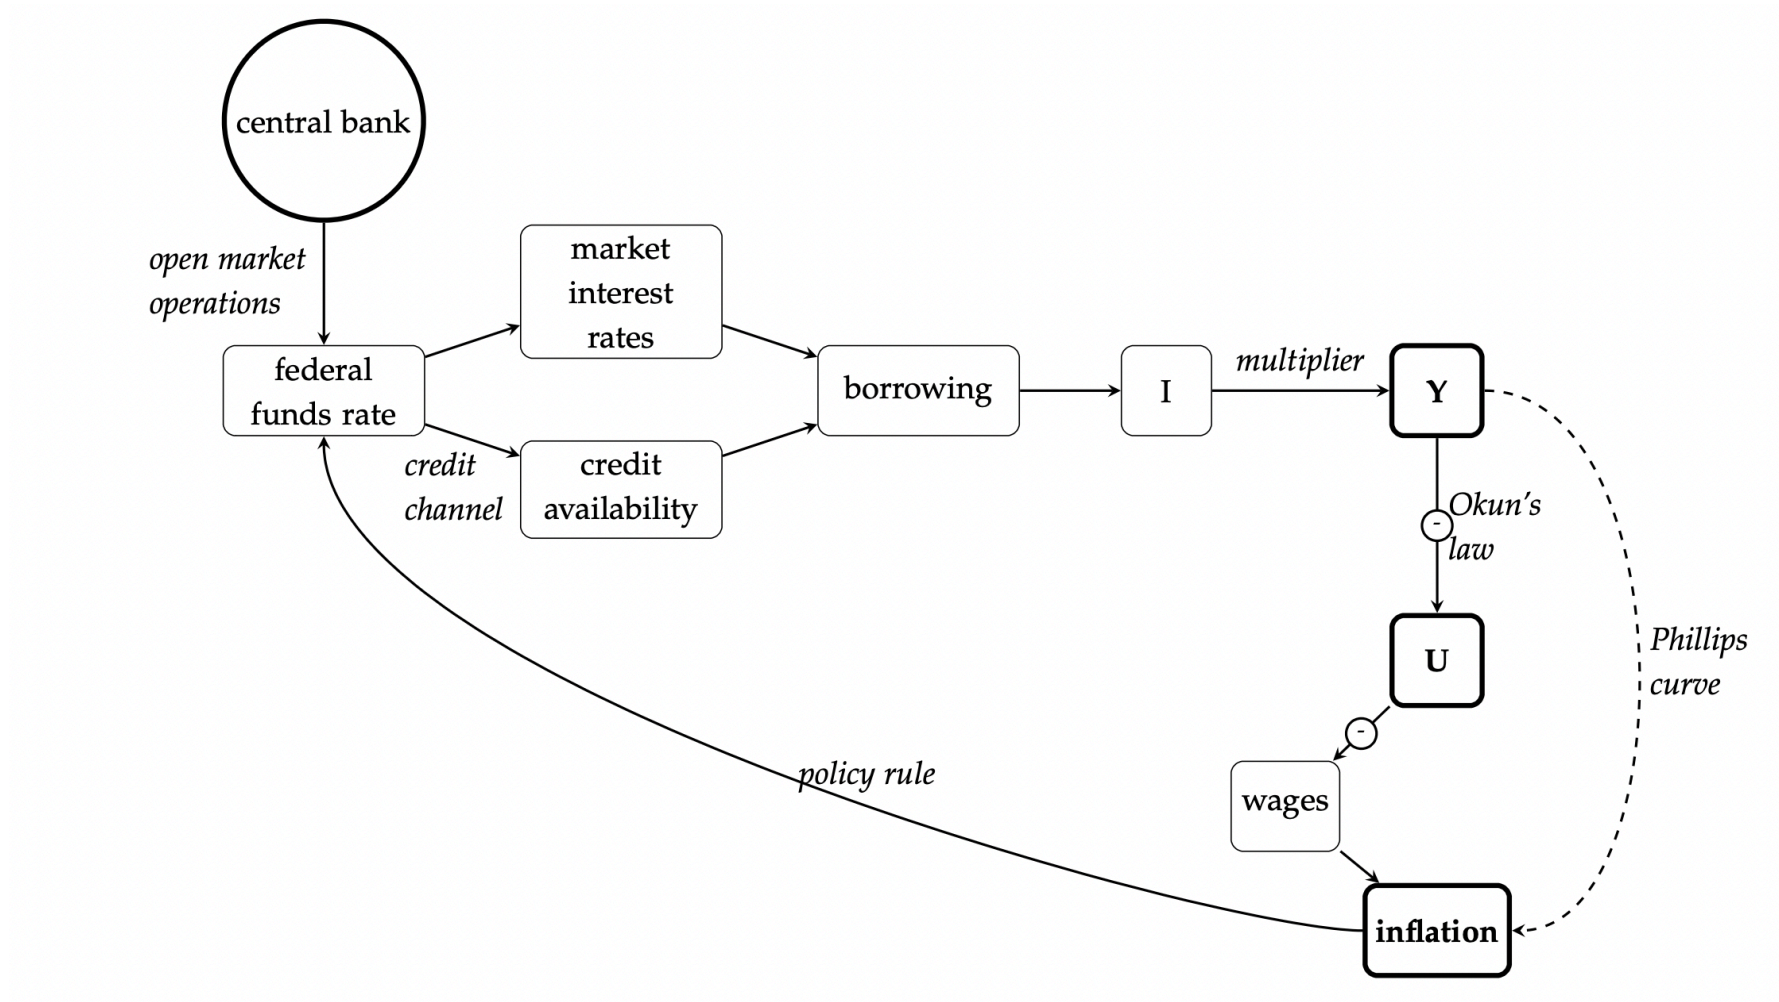 central bank
open market
operations
federal
funds rate
market
interest
rates
credit
channel
credit
availability
borrowing
I
multiplier
Y
-
Okun’s
law
U
-
wages
Phillips
curve
policy rule
inflation